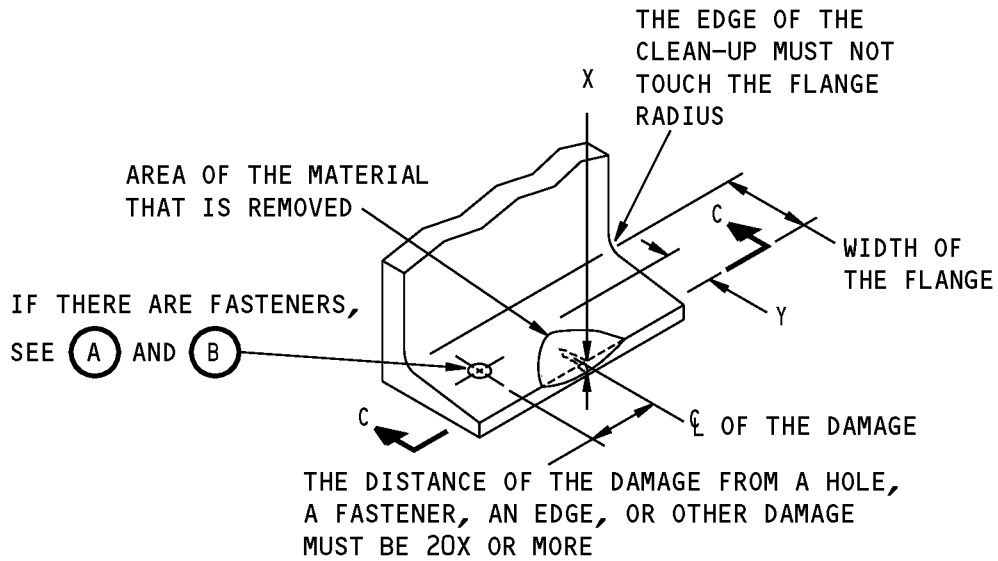 THE EDGE OF THE
CLEAN-UP MUST NOT
TOUCH THE FLANGE
RADIUS
X
AREA OF THE MATERIAL
THAT IS REMOVED
C
WIDTH OF
THE FLANGE
IF THERE ARE FASTENERS,
SEE A AND B
Y
C
℄ OF THE DAMAGE
THE DISTANCE OF THE DAMAGE FROM A HOLE,
A FASTENER, AN EDGE, OR OTHER DAMAGE
MUST BE 20X OR MORE